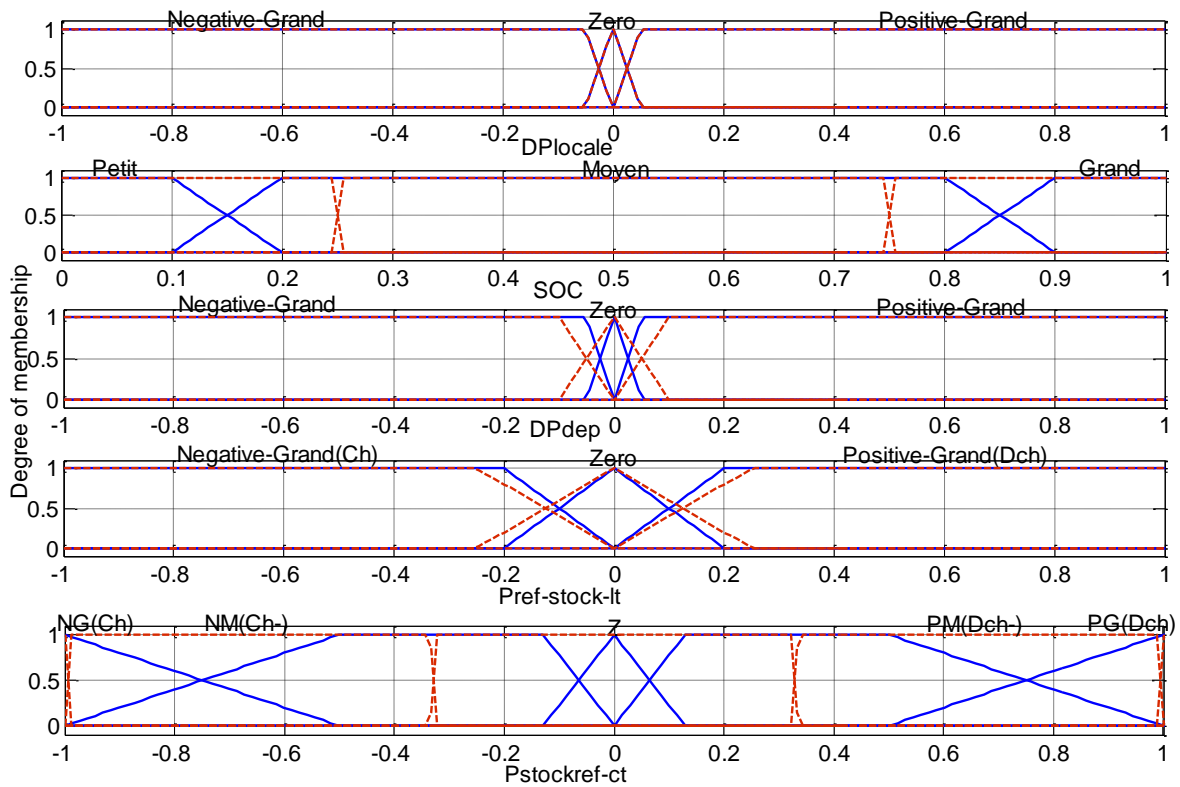 Degree of membership
Negative-Grand Zero Positive-Grand
1
0.5
0
-1 -0.8 -0.6 -0.4 -0.2 0 0.2 0.4 0.6 0.8 1
DPlocale
Petit Moyen Grand
1
0.5
0
0 0.1 0.2 0.3 0.4 0.5 0.6 0.7 0.8 0.9 1
SOC
Negative-Grand Zero Positive-Grand
1
0.5
0
-1 -0.8 -0.6 -0.4 -0.2 0 0.2 0.4 0.6 0.8 1
DPdep
Negative-Grand(Ch) Zero Positive-Grand(Dch)
1
0.5
0
-1 -0.8 -0.6 -0.4 -0.2 0 0.2 0.4 0.6 0.8 1
Pref-stock-lt
NG(Ch) NM(Ch-) Z PM(Dch-) PG(Dch)
1
0.5
0
-1 -0.8 -0.6 -0.4 -0.2 0 0.2 0.4 0.6 0.8 1
Pstockref-ct